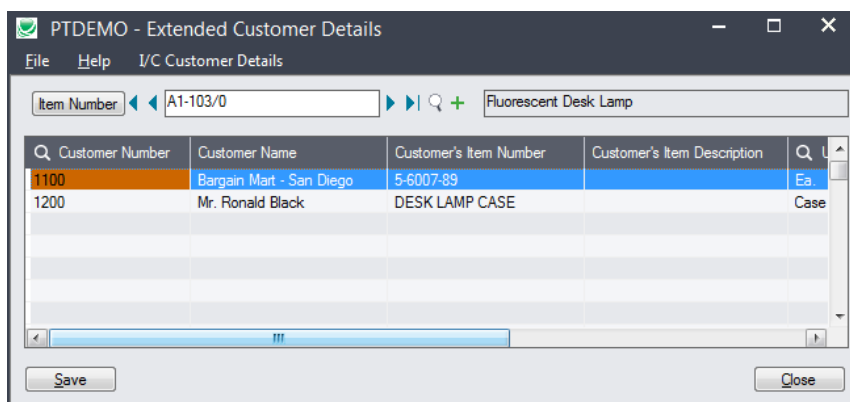 PTDEMO - Extended Customer Details
File Help I/C Customer Details
Item Number A1-103/0 Fluorescent Desk Lamp
Customer Number Customer Name Customer's Item Number Customer's Item Description
1100 Bargain Mart - San Diego 5-6007-89 Ea.
1200 Mr. Ronald Black DESK LAMP CASE Case
Save Close